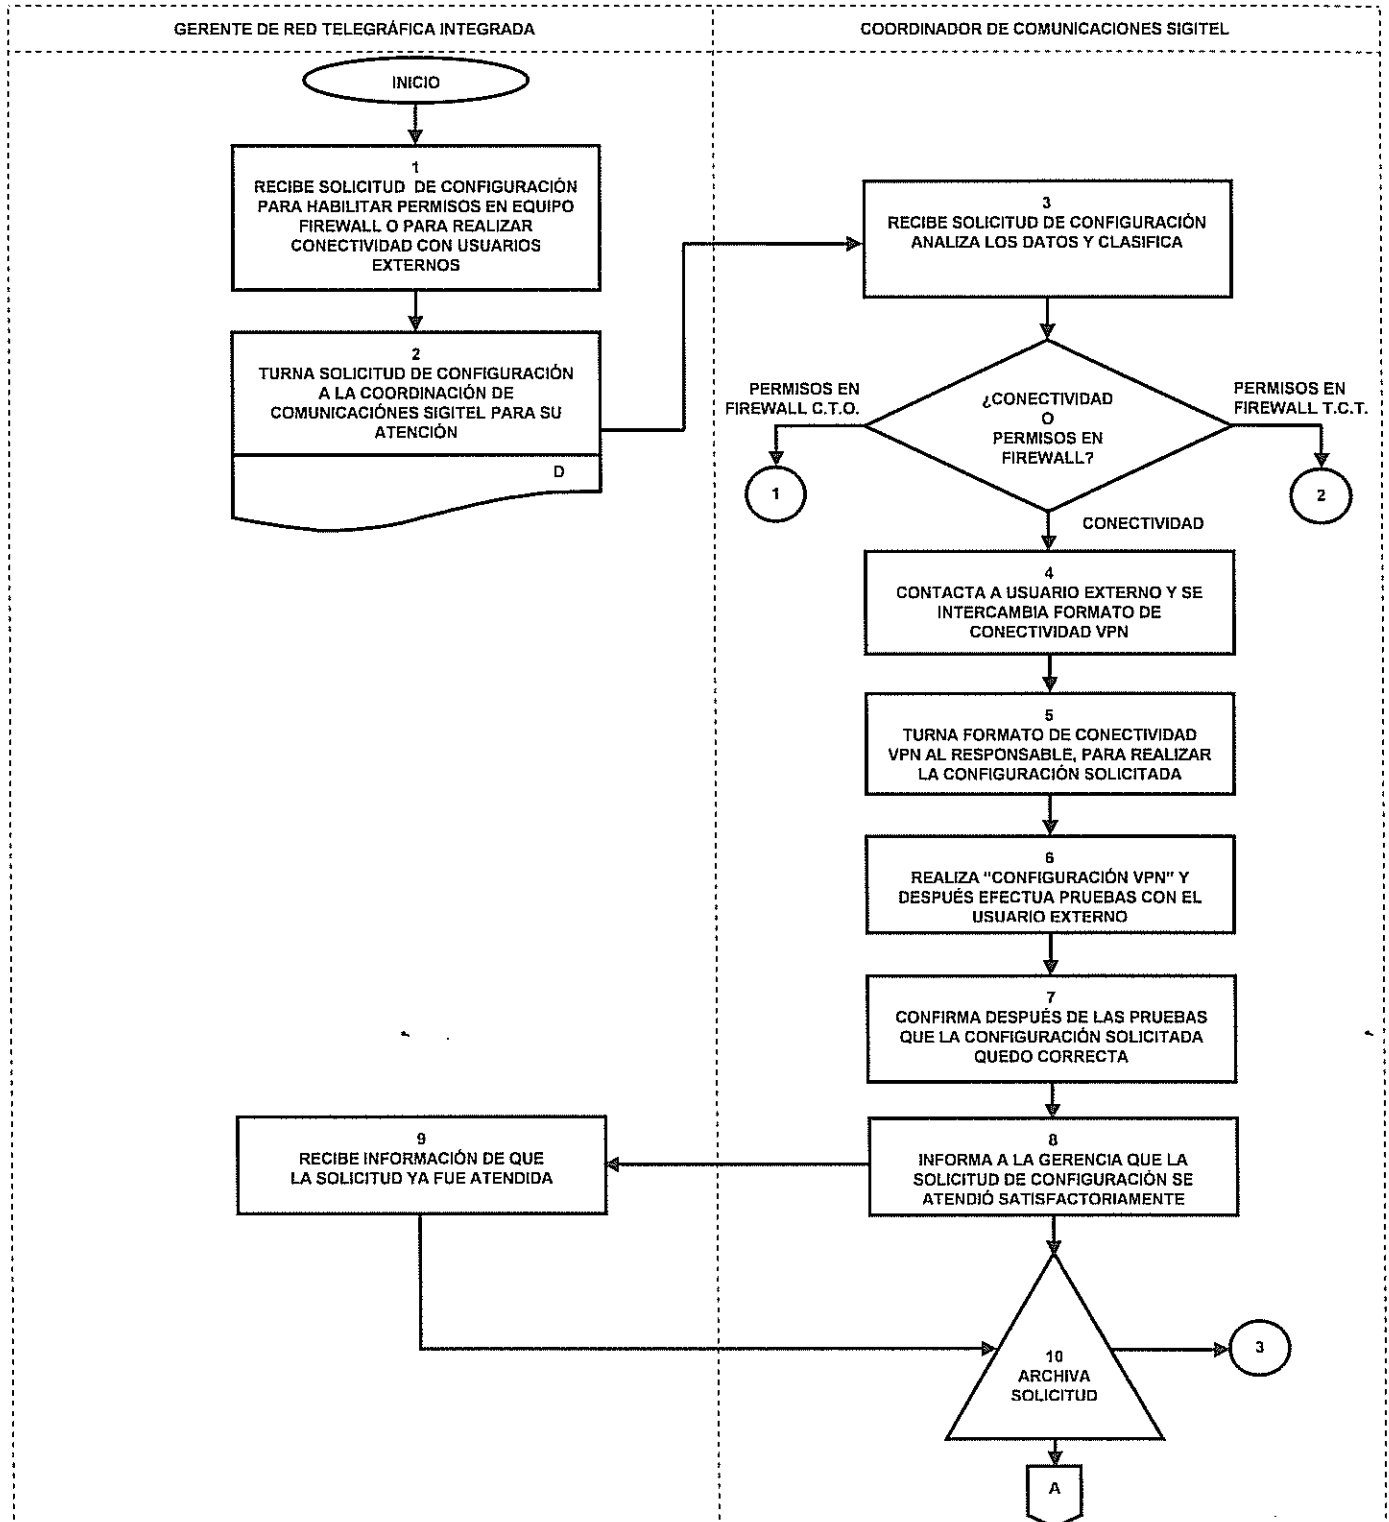 GERENTE DE RED TELEGRÁFICA INTEGRADA
COORDINADOR DE COMUNICACIONES SIGITEL
INICIO
1
RECIBE SOLICITUD DE CONFIGURACIÓN
PARA HABILITAR PERMISOS EN EQUIPO
FIREWALL O PARA REALIZAR
CONECTIVIDAD CON USUARIOS
EXTERNOS
2
TURNA SOLICITUD DE CONFIGURACIÓN
A LA COORDINACIÓN DE
COMUNICACIÓNES SIGITEL PARA SU
ATENCIÓN
D
3
RECIBE SOLICITUD DE CONFIGURACIÓN
ANALIZA LOS DATOS Y CLASIFICA
¿CONECTIVIDAD
O
PERMISOS EN
FIREWALL?
PERMISOS EN
FIREWALL C.T.O.
PERMISOS EN
FIREWALL T.C.T.
1
2
CONECTIVIDAD
4
CONTACTA A USUARIO EXTERNO Y SE
INTERCAMBIA FORMATO DE
CONECTIVIDAD VPN
5
TURNA FORMATO DE CONECTIVIDAD
VPN AL RESPONSABLE, PARA REALIZAR
LA CONFIGURACIÓN SOLICITADA
6
REALIZA "CONFIGURACIÓN VPN" Y
DESPUÉS EFECTUA PRUEBAS CON EL
USUARIO EXTERNO
7
CONFIRMA DESPUÉS DE LAS PRUEBAS
QUE LA CONFIGURACIÓN SOLICITADA
QUEDO CORRECTA
8
INFORMA A LA GERENCIA QUE LA
SOLICITUD DE CONFIGURACIÓN SE
ATENDIÓ SATISFACTORIAMENTE
9
RECIBE INFORMACIÓN DE QUE
LA SOLICITUD YA FUE ATENDIDA
10
ARCHIVA
SOLICITUD
3
A